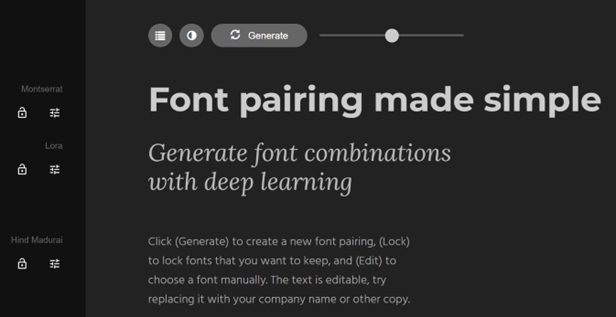 Generate
Montserrat
Font pairing made simple
Lora
Generate font combinations
with deep learning
Hind Madurai
Click (Generate) to create a new font pairing, (Lock)
to lock fonts that you want to keep, and (Edit) to
choose a font manually. The text is editable, try
replacing it with your company name or other copy.